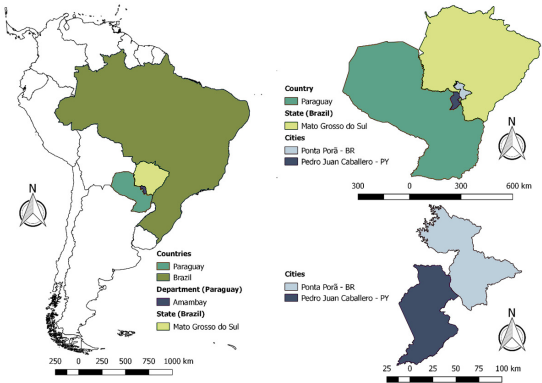 N
Countries
Paraguay
Brazil
Department (Paraguay)
Amambay
State (Brazil)
Mato Grosso do Sul
250 0 250 500 750 1000 km
Country
Paraguay
State (Brazil)
Mato Grosso do Sul
Cities
Ponta Porã - BR
Pedro Juan Caballero - PY
N
300 0 300 600 km
Cities
Ponta Porã - BR
Pedro Juan Caballero - PY
N
25 0 25 50 75 100 km